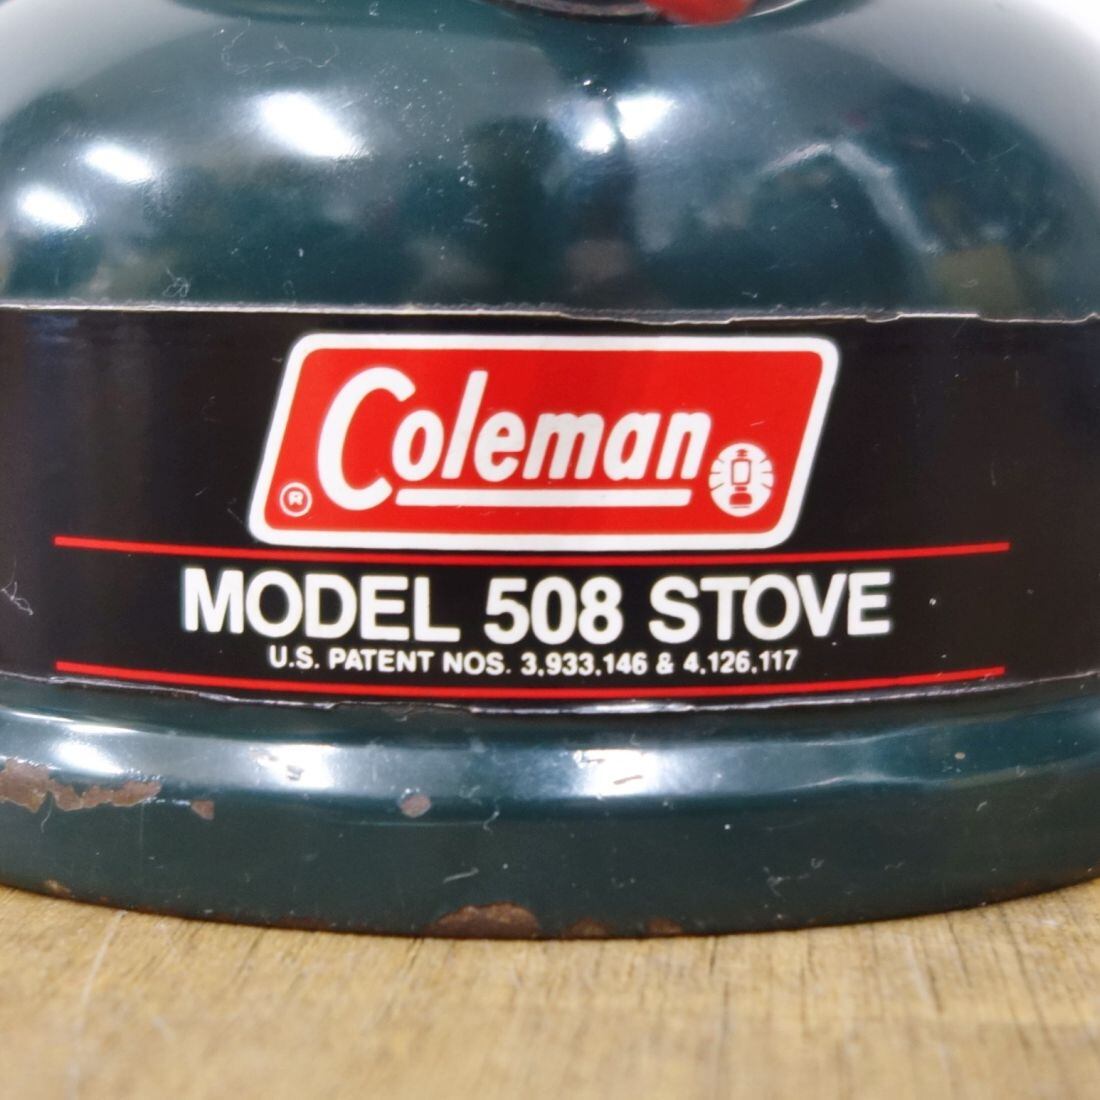 Coleman
®
MODEL 508 STOVE
U.S. PATENT NOS. 3,933,146 & 4,126,117